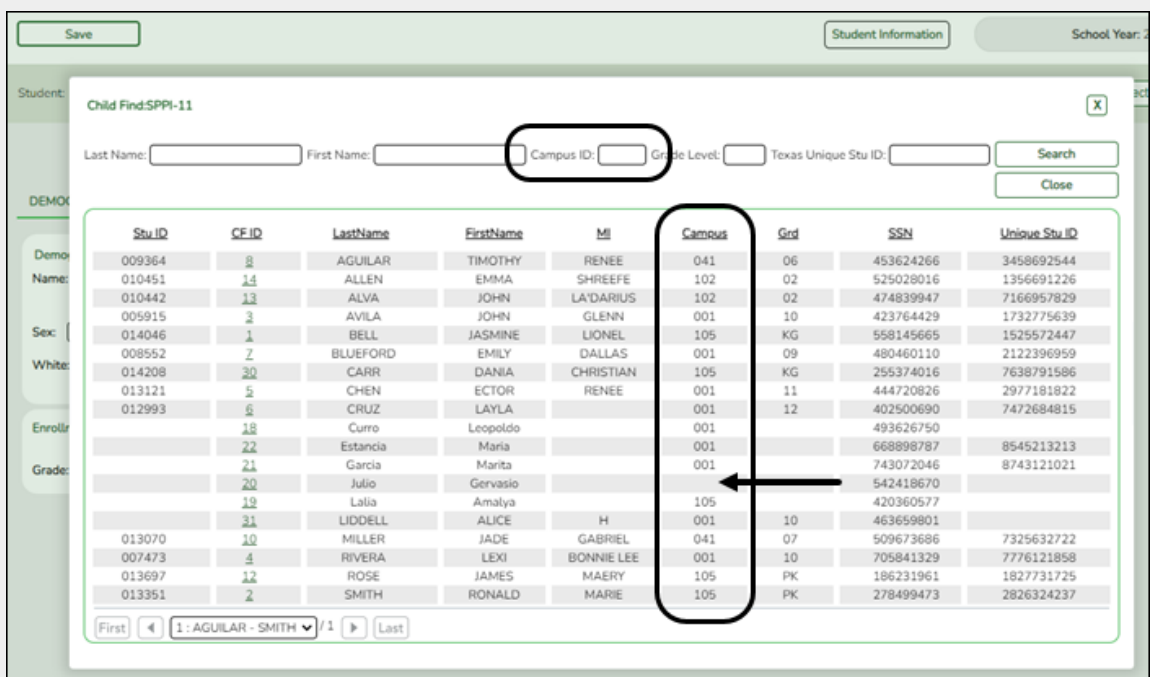 Save Student Information School Year: 2
Student:
Child Find:SPPI-11 X
Last Name: First Name: Campus ID: Grade Level: Texas Unique Stu ID: Search
Close
Stu ID CF ID LastName FirstName MI Campus Grd SSN Unique Stu ID
009364 8 AGUILAR TIMOTHY RENEE 041 06 453624266 3458692544
010451 14 ALLEN EMMA SHREEFE 102 02 525028016 1356691226
010442 13 ALVA JOHN LA'DARIUS 102 02 474839947 7166957829
005915 3 AVILA JOHN GLENN 001 10 423764429 1732775639
014046 1 BELL JASMINE LIONEL 105 KG 558145665 1525572447
008552 7 BLUEFORD EMILY DALLAS 001 09 480460110 2122396959
014208 30 CARR DANIA CHRISTIAN 105 KG 255374016 7638791586
013121 5 CHEN ECTOR RENEE 001 11 444720826 2977181822
012993 6 CRUZ LAYLA 001 12 402500690 7472684815
18 Curro Leopoldo 001 493626750
22 Estancia Maria 001 668898787 8545213213
21 Garcia Marita 001 743072046 8743121021
20 Julio Gervasio 542418670
19 Lalia Amalya 105 420360577
31 LIDDELL ALICE H 001 10 463659801
013070 10 MILLER JADE GABRIEL 041 07 509673686 7325632722
007473 4 RIVERA LEXI BONNIE LEE 001 10 705841329 7776121858
013697 12 ROSE JAMES MAERY 105 PK 186231961 1827731725
013351 2 SMITH RONALD MARIE 105 PK 278499473 2826324237
First 1 : AGUILAR - SMITH / 1 Last
Name:
Sex:
White:
Grade: